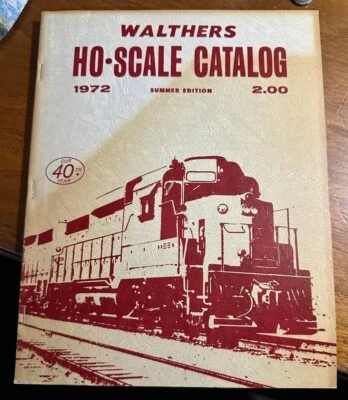 WALTHERS
HO•SCALE CATALOG
1972 SUMMER EDITION 2.00
OUR
40TH
YEAR